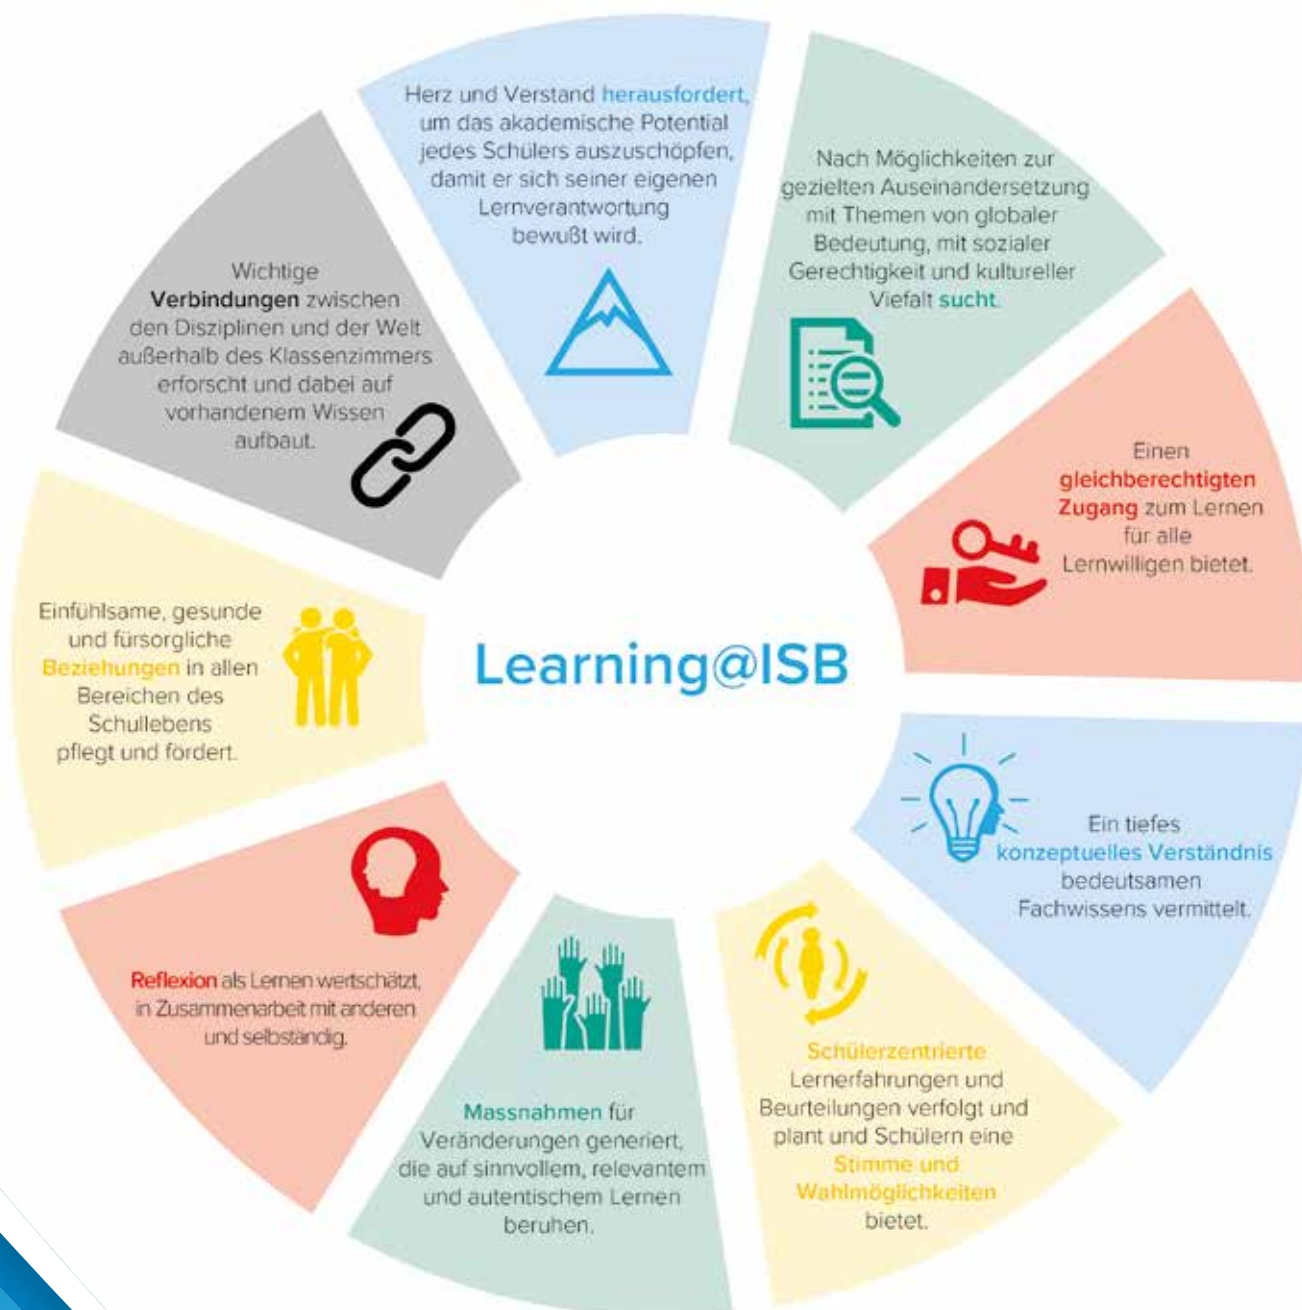 Herz und Verstand herausfordert,
um das akademische Potential
jedes Schülers auszuschöpfen,
damit er sich seiner eigenen
Lernverantwortung
bewußt wird.
Nach Möglichkeiten zur
gezielten Auseinandersetzung
mit Themen von globaler
Bedeutung, mit sozialer
Gerechtigkeit und kultureller
Viefalt sucht.
Einen
gleichberechtigten
Zugang zum Lernen
für alle
Lernwilligen bietet.
Ein tiefes
konzeptuelles Verständnis
bedeutsamen
Fachwissens vermittelt.
Schülerzentrierte
Lernerfahrungen und
Beurteilungen verfolgt und
plant und Schülern eine
Stimme und
Wahlmöglichkeiten
bietet.
Massnahmen für
Veränderungen generiert,
die auf sinnvollem, relevantem
und autentischem Lernen
beruhen.
Reflexion als Lernen wertschätzt,
in Zusammenarbeit mit anderen
und selbständig.
Einfühlsame, gesunde
und fürsorgliche
Beziehungen in allen
Bereichen des
Schullebens
pflegt und fördert.
Wichtige
Verbindungen zwischen
den Disziplinen und der Welt
außerhalb des Klassenzimmers
erforscht und dabei auf
vorhandenem Wissen
aufbaut.
Learning@ISB